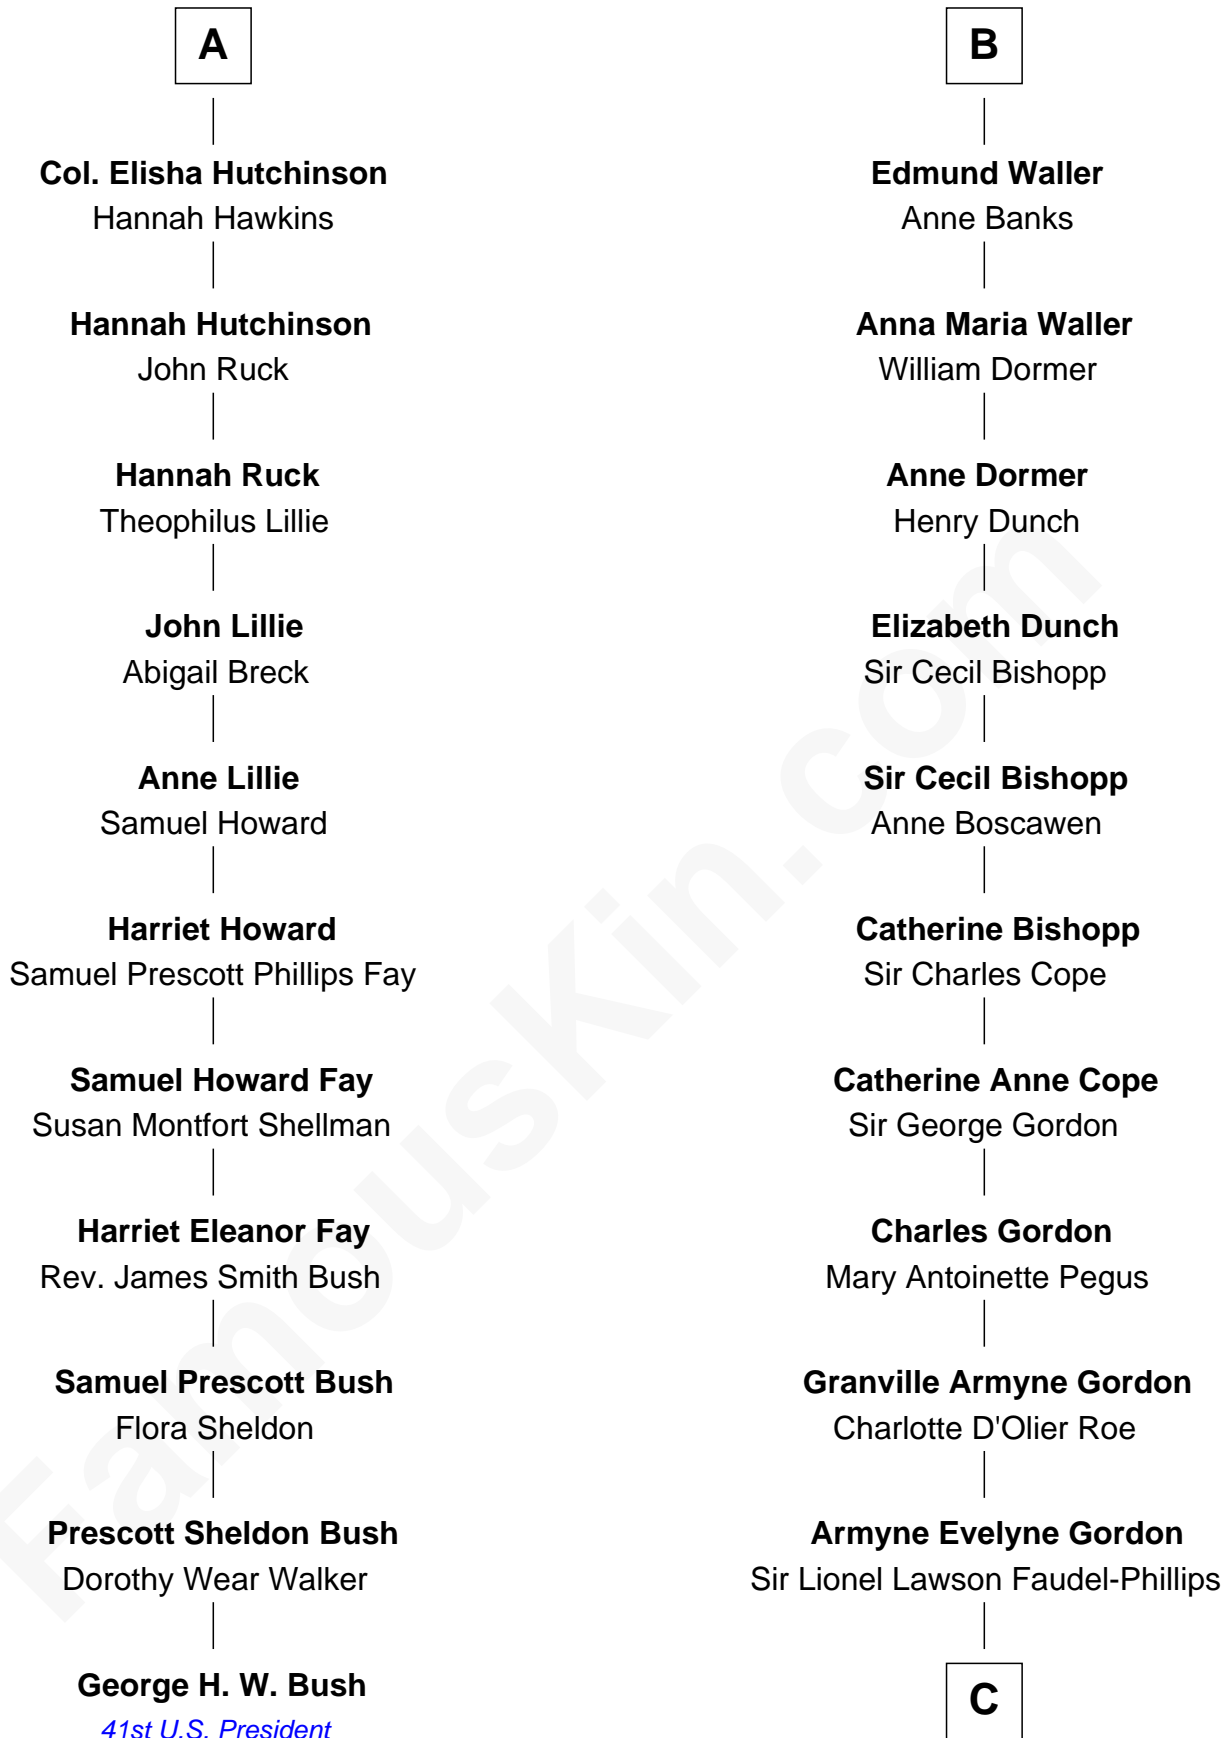 A
Col. Elisha Hutchinson
Hannah Hawkins
Hannah Hutchinson
John Ruck
Hannah Ruck
Theophilus Lillie
John Lillie
Abigail Breck
Anne Lillie
Samuel Howard
Harriet Howard
Samuel Prescott Phillips Fay
Samuel Howard Fay
Susan Montfort Shellman
Harriet Eleanor Fay
Rev. James Smith Bush
Samuel Prescott Bush
Flora Sheldon
Prescott Sheldon Bush
Dorothy Wear Walker
George H. W. Bush
41st U.S. President
B
Edmund Waller
Anne Banks
Anna Maria Waller
William Dormer
Anne Dormer
Henry Dunch
Elizabeth Dunch
Sir Cecil Bishopp
Sir Cecil Bishopp
Anne Boscawen
Catherine Bishopp
Sir Charles Cope
Catherine Anne Cope
Sir George Gordon
Charles Gordon
Mary Antoinette Pegus
Granville Armyne Gordon
Charlotte D'Olier Roe
Armyne Evelyne Gordon
Sir Lionel Lawson Faudel-Phillips
C
FamousKin.com